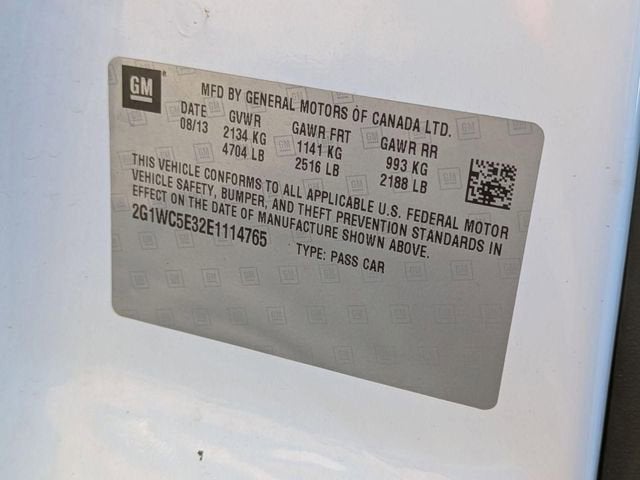 GM
MFD BY GENERAL MOTORS OF CANADA LTD.
DATE GVWR GAWR FRT GAWR RR
08/13 2134 KG 1141 KG 993 KG
4704 LB 2516 LB 2188 LB
THIS VEHICLE CONFORMS TO ALL APPLICABLE U.S. FEDERAL MOTOR
VEHICLE SAFETY, BUMPER, AND THEFT PREVENTION STANDARDS IN
EFFECT ON THE DATE OF MANUFACTURE SHOWN ABOVE.
2G1WC5E32E1114765 TYPE: PASS CAR